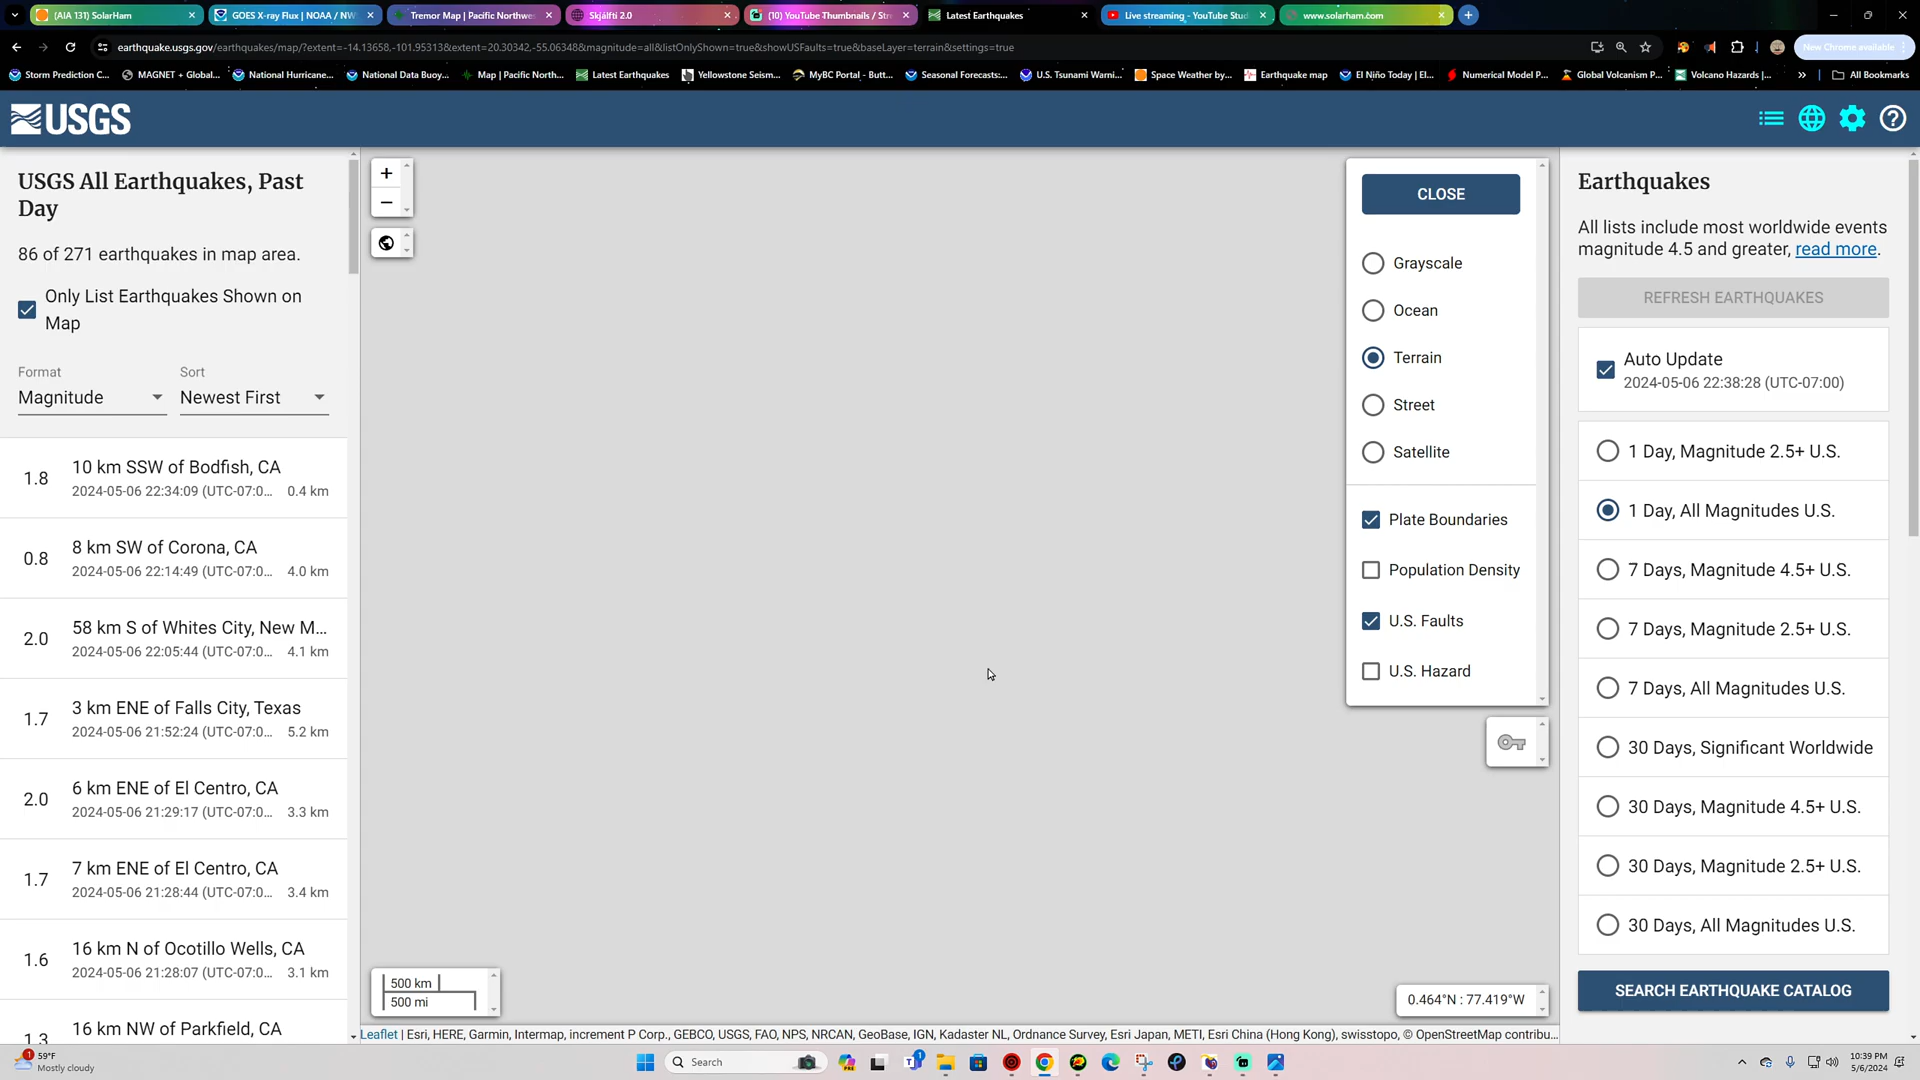 (AIA 131) SolarHam
GOES X-ray Flux | NOAA / NW
Tremor Map | Pacific Northwes
Skjálfti 2.0
(10) YouTube Thumbnails / Str
Latest Earthquakes
Live streaming - YouTube Stud
www.solarham.com
earthquake.usgs.gov/earthquakes/map/?extent=-14.13658,-101.95313&extent=20.30342,-55.06348&magnitude=all&listOnlyShown=true&showUSFaults=true&baseLayer=terrain&settings=true
New Chrome available
Storm Prediction C...
MAGNET + Global...
National Hurricane...
National Data Buoy...
Map | Pacific North...
Latest Earthquakes
Yellowstone Seism...
MyBC Portal - Butt...
Seasonal Forecasts:...
U.S. Tsunami Warni...
Space Weather by...
Earthquake map
El Niño Today | El...
Numerical Model P...
Global Volcanism P...
Volcano Hazards |...
All Bookmarks
USGS
USGS All Earthquakes, Past
Day
86 of 271 earthquakes in map area.
Only List Earthquakes Shown on
Map
Format
Magnitude
Sort
Newest First
1.8
10 km SSW of Bodfish, CA
2024-05-06 22:34:09 (UTC-07:0... 0.4 km
0.8
8 km SW of Corona, CA
2024-05-06 22:14:49 (UTC-07:0... 4.0 km
2.0
58 km S of Whites City, New M...
2024-05-06 22:05:44 (UTC-07:0... 4.1 km
1.7
3 km ENE of Falls City, Texas
2024-05-06 21:52:24 (UTC-07:0... 5.2 km
2.0
6 km ENE of El Centro, CA
2024-05-06 21:29:17 (UTC-07:0... 3.3 km
1.7
7 km ENE of El Centro, CA
2024-05-06 21:28:44 (UTC-07:0... 3.4 km
1.6
16 km N of Ocotillo Wells, CA
2024-05-06 21:28:07 (UTC-07:0... 3.1 km
1.3
16 km NW of Parkfield, CA
+
−
500 km
500 mi
CLOSE
Grayscale
Ocean
Terrain
Street
Satellite
Plate Boundaries
Population Density
U.S. Faults
U.S. Hazard
0.464°N : 77.419°W
Leaflet | Esri, HERE, Garmin, Intermap, increment P Corp., GEBCO, USGS, FAO, NPS, NRCAN, GeoBase, IGN, Kadaster NL, Ordnance Survey, Esri Japan, METI, Esri China (Hong Kong), swisstopo, © OpenStreetMap contribu...
Earthquakes
All lists include most worldwide events
magnitude 4.5 and greater, read more.
REFRESH EARTHQUAKES
Auto Update
2024-05-06 22:38:28 (UTC-07:00)
1 Day, Magnitude 2.5+ U.S.
1 Day, All Magnitudes U.S.
7 Days, Magnitude 4.5+ U.S.
7 Days, Magnitude 2.5+ U.S.
7 Days, All Magnitudes U.S.
30 Days, Significant Worldwide
30 Days, Magnitude 4.5+ U.S.
30 Days, Magnitude 2.5+ U.S.
30 Days, All Magnitudes U.S.
SEARCH EARTHQUAKE CATALOG
1
59°F
Mostly cloudy
Search
1
10:39 PM
5/6/2024